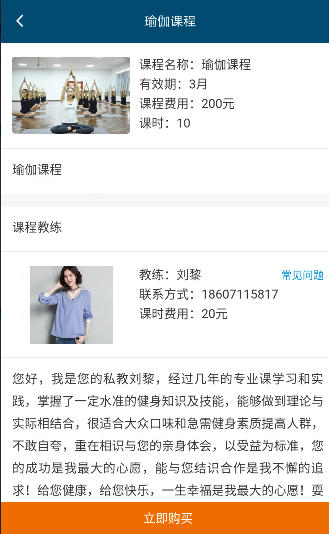 瑜伽课程
课程名称：瑜伽课程
有效期：3月
课程费用：200元
课时：10
瑜伽课程
课程教练
教练：刘黎
常见问题
联系方式：18607115817
课时费用：20元
您好，我是您的私教刘黎，经过几年的专业课学习和实
践，掌握了一定水准的健身知识及技能，能够做到理论与
实际相结合，很适合大众口味和急需健身素质提高人群，
不敢自夸，重在相识与您的亲身体会，以受益为标准，您
的成功是我最大的心愿，能与您结识合作是我不懈的追
求！给您健康，给您快乐，一生幸福是我最大的心愿！耍
立即购买